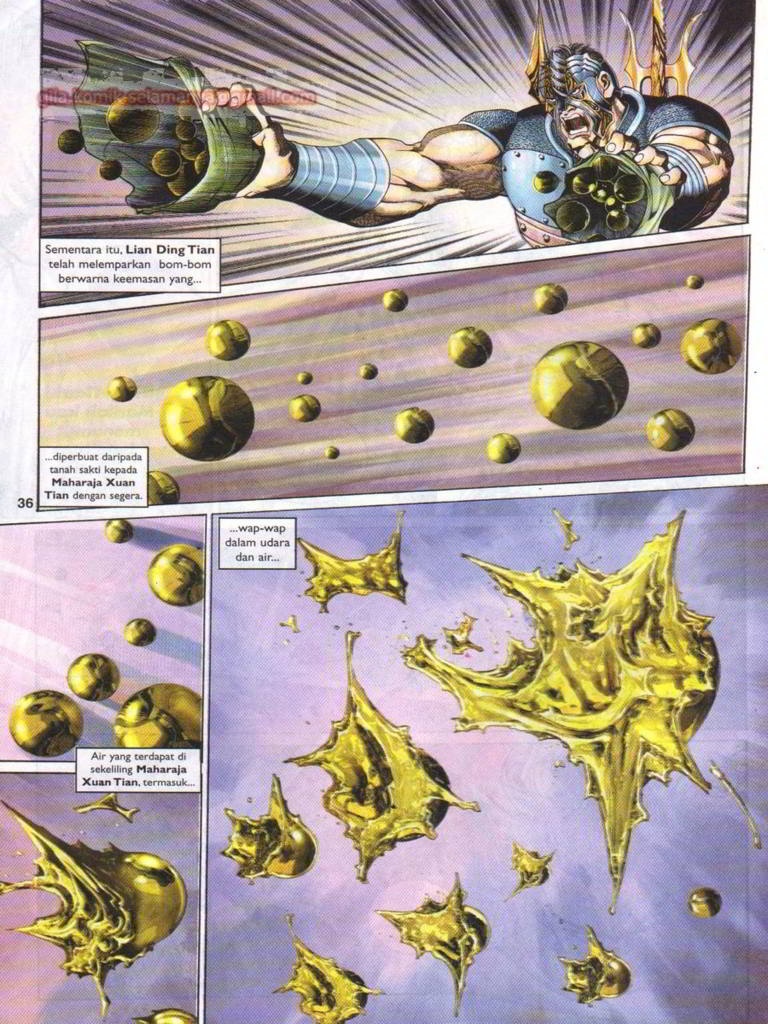 Sementara itu, Lian Ding Tian
telah melemparkan bom-bom
berwarna keemasan yang...
...diperbuat daripada
tanah sakti kepada
Maharaja Xuan
Tian dengan segera.
36
Air yang terdapat di
sekeliling Maharaja
Xuan Tian, termasuk...
...wap-wap
dalam udara
dan air...